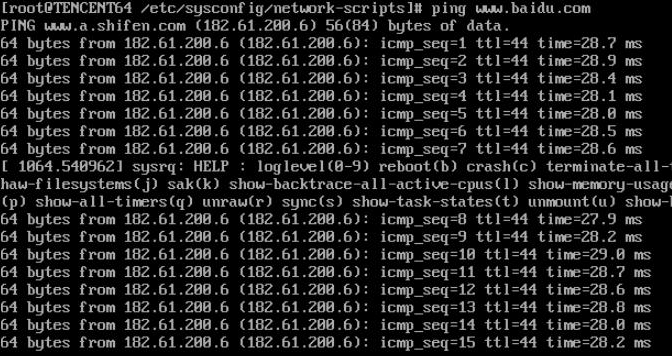 [root@TENCENT64 /etc/sysconfig/network-scripts]# ping www.baidu.com
PING www.a.shifen.com (182.61.200.6) 56(84) bytes of data.
64 bytes from 182.61.200.6 (182.61.200.6): icmp_seq=1 ttl=44 time=28.7 ms
64 bytes from 182.61.200.6 (182.61.200.6): icmp_seq=2 ttl=44 time=28.9 ms
64 bytes from 182.61.200.6 (182.61.200.6): icmp_seq=3 ttl=44 time=28.4 ms
64 bytes from 182.61.200.6 (182.61.200.6): icmp_seq=4 ttl=44 time=28.1 ms
64 bytes from 182.61.200.6 (182.61.200.6): icmp_seq=5 ttl=44 time=28.0 ms
64 bytes from 182.61.200.6 (182.61.200.6): icmp_seq=6 ttl=44 time=28.5 ms
64 bytes from 182.61.200.6 (182.61.200.6): icmp_seq=7 ttl=44 time=28.6 ms
[ 1064.540962] sysrq: HELP : loglevel(0-9) reboot(b) crash(c) terminate-all-t
haw-filesystems(j) sak(k) show-backtrace-all-active-cpus(l) show-memory-usage
(p) show-all-timers(q) unraw(r) sync(s) show-task-states(t) unmount(u) show-b
64 bytes from 182.61.200.6 (182.61.200.6): icmp_seq=8 ttl=44 time=27.9 ms
64 bytes from 182.61.200.6 (182.61.200.6): icmp_seq=9 ttl=44 time=28.2 ms
64 bytes from 182.61.200.6 (182.61.200.6): icmp_seq=10 ttl=44 time=29.0 ms
64 bytes from 182.61.200.6 (182.61.200.6): icmp_seq=11 ttl=44 time=28.7 ms
64 bytes from 182.61.200.6 (182.61.200.6): icmp_seq=12 ttl=44 time=28.6 ms
64 bytes from 182.61.200.6 (182.61.200.6): icmp_seq=13 ttl=44 time=28.8 ms
64 bytes from 182.61.200.6 (182.61.200.6): icmp_seq=14 ttl=44 time=28.0 ms
64 bytes from 182.61.200.6 (182.61.200.6): icmp_seq=15 ttl=44 time=28.2 ms